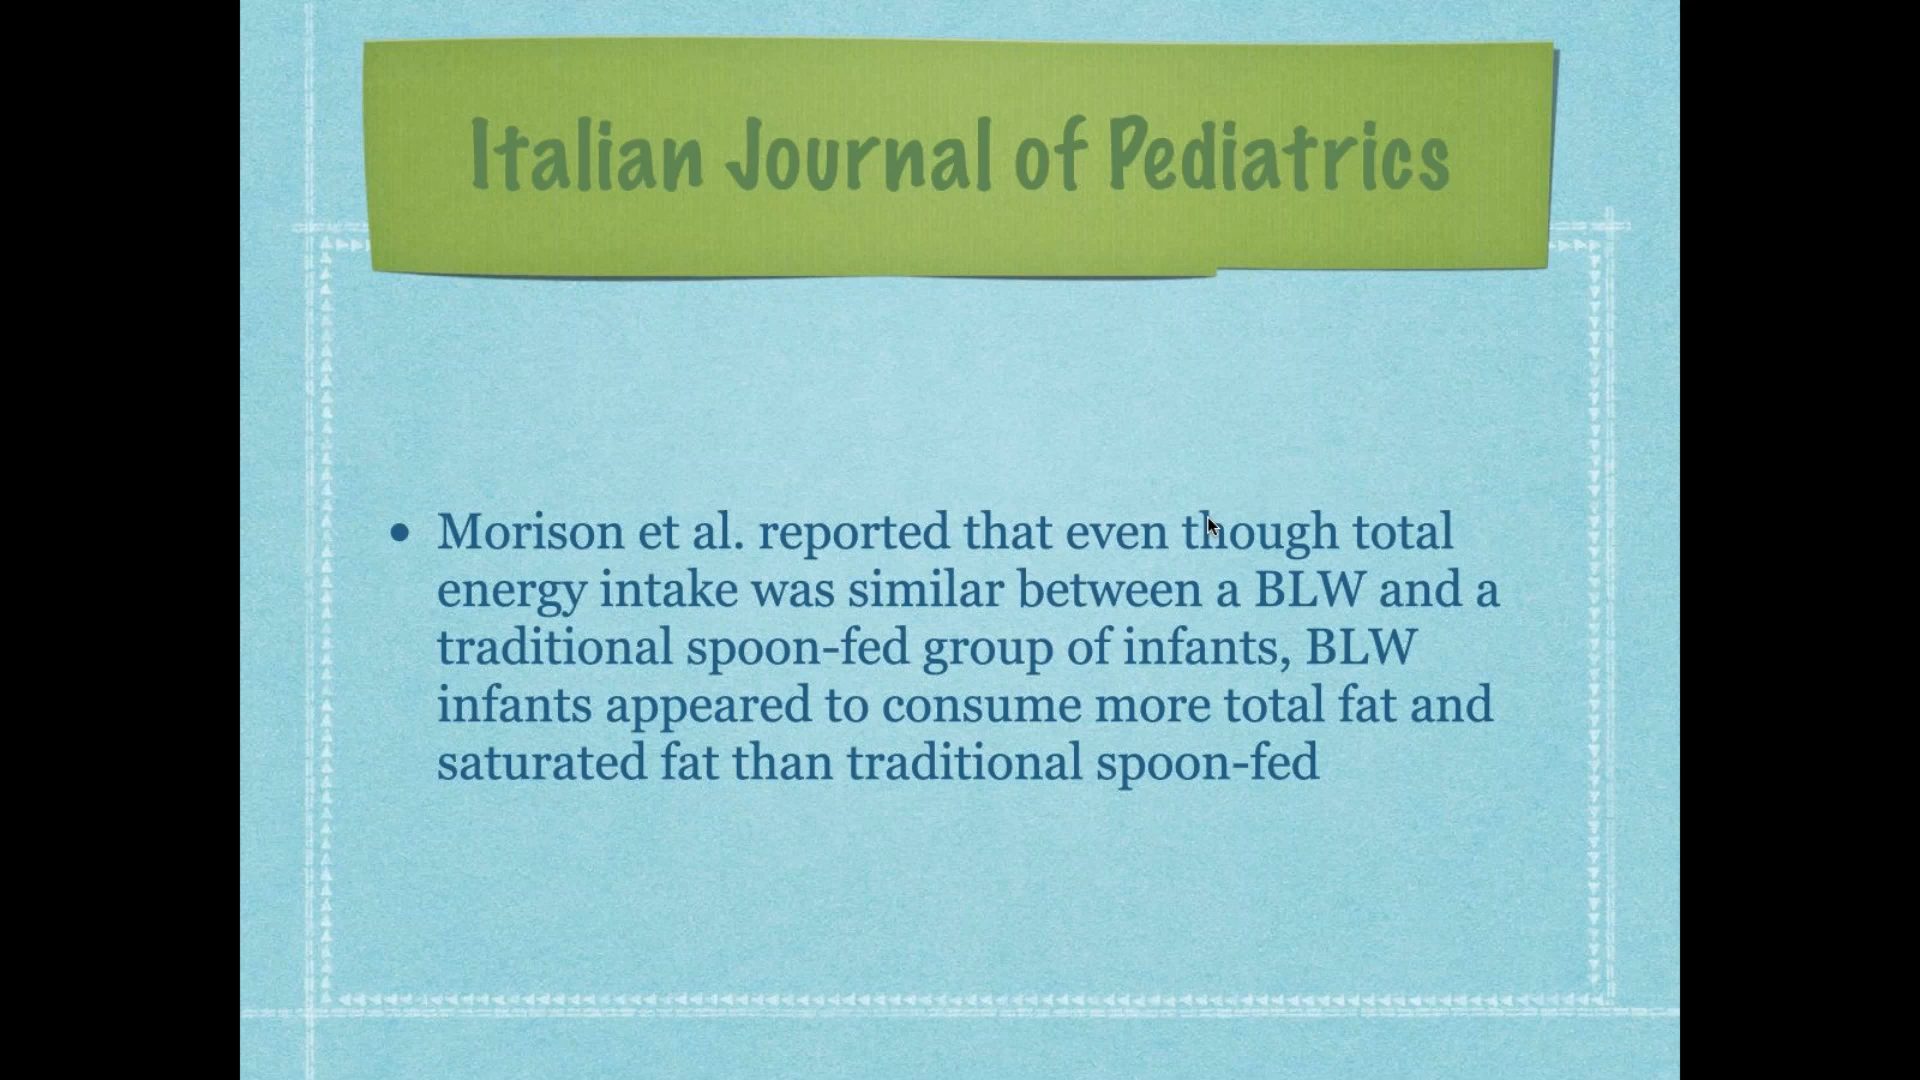 Italian Journal of Pediatrics
• Morison et al. reported that even though total
energy intake was similar between a BLW and a
traditional spoon-fed group of infants, BLW
infants appeared to consume more total fat and
saturated fat than traditional spoon-fed